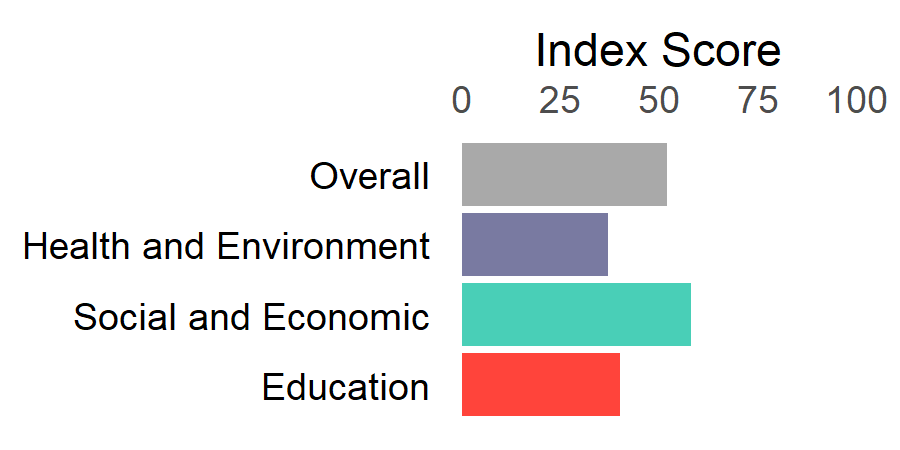 Index Score
0 25 50 75 100
Overall
Health and Environment
Social and Economic
Education